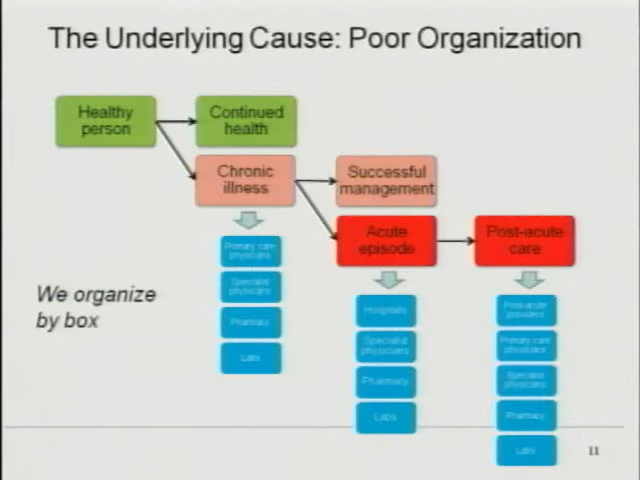 The Underlying Cause: Poor Organization
Healthy
person
Continued
health
Chronic
illness
Successful
management
Acute
episode
Post-acute
care
We organize
by box
Primary care
physicians
Specialist
physicians
Pharmacy
Labs
Hospitals
Specialist
physicians
Pharmacy
Labs
Post-acute
providers
Primary care
physicians
Specialist
physicians
Pharmacy
Labs
11